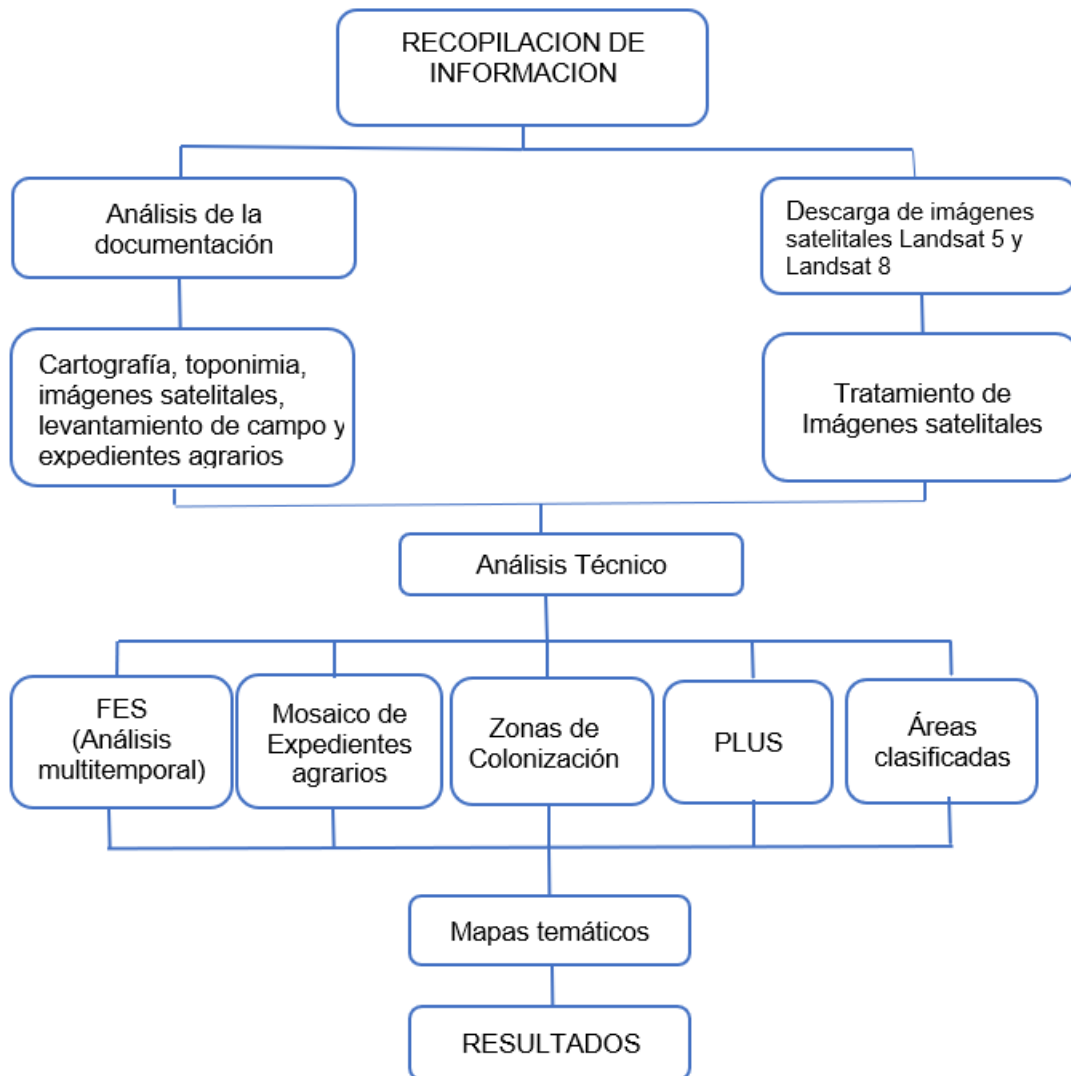 RECOPILACION DE
INFORMACION
Análisis de la
documentación
Descarga de imágenes
satelitales Landsat 5 y
Landsat 8
Cartografía, toponimia,
imágenes satelitales,
levantamiento de campo y
expedientes agrarios
Tratamiento de
Imágenes satelitales
Análisis Técnico
FES
(Análisis
multitemporal)
Mosaico de
Expedientes
agrarios
Zonas de
Colonización
PLUS
Áreas
clasificadas
Mapas temáticos
RESULTADOS